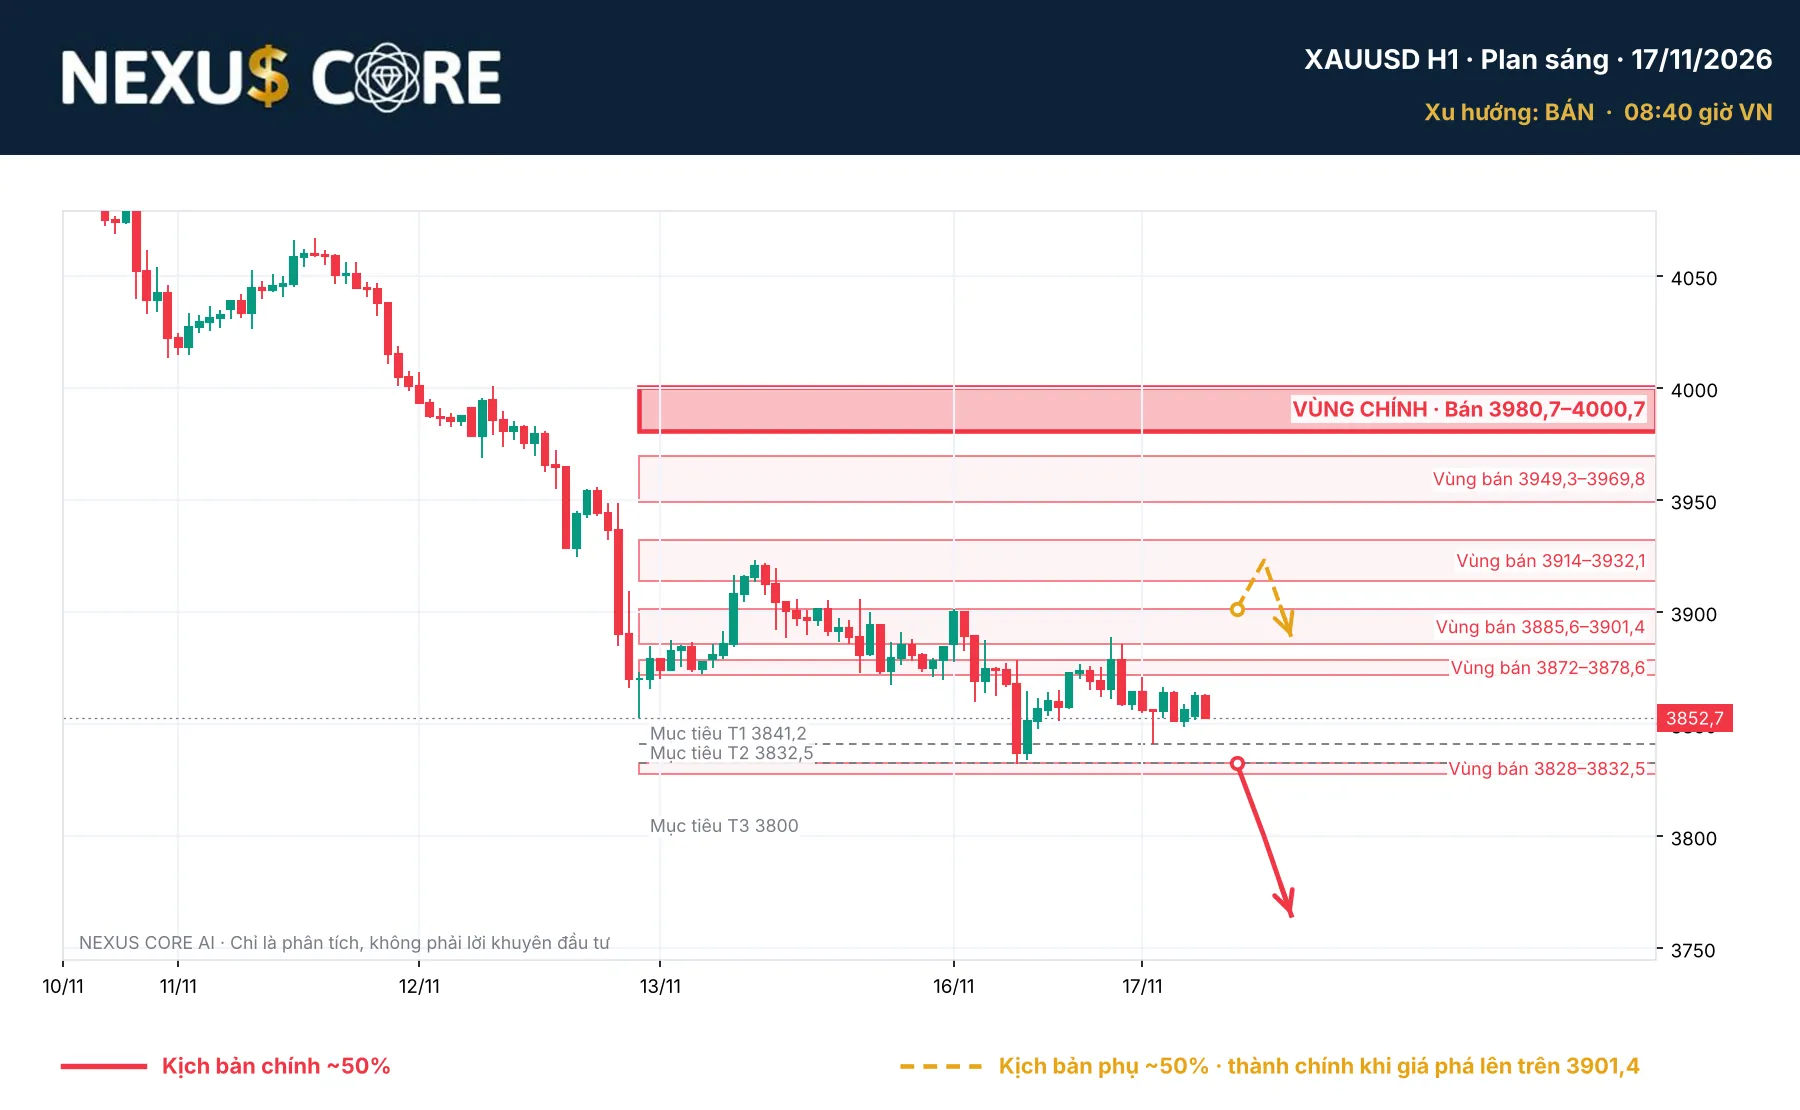 NEXU$ CORE
XAUUSD H1 · Plan sáng · 17/11/2026
Xu hướng: BÁN · 08:40 giờ VN
4050
4000
VÙNG CHÍNH · Bán 3980,7–4000,7
Vùng bán 3949,3–3969,8
3950
Vùng bán 3914–3932,1
3900
Vùng bán 3885,6–3901,4
Vùng bán 3872–3878,6
3852,7
Mục tiêu T1 3841,2
Mục tiêu T2 3832,5
Vùng bán 3828–3832,5
Mục tiêu T3 3800
3800
NEXUS CORE AI · Chỉ là phân tích, không phải lời khuyên đầu tư
3750
10/11
11/11
12/11
13/11
16/11
17/11
Kịch bản chính ~50%
Kịch bản phụ ~50% · thành chính khi giá phá lên trên 3901,4